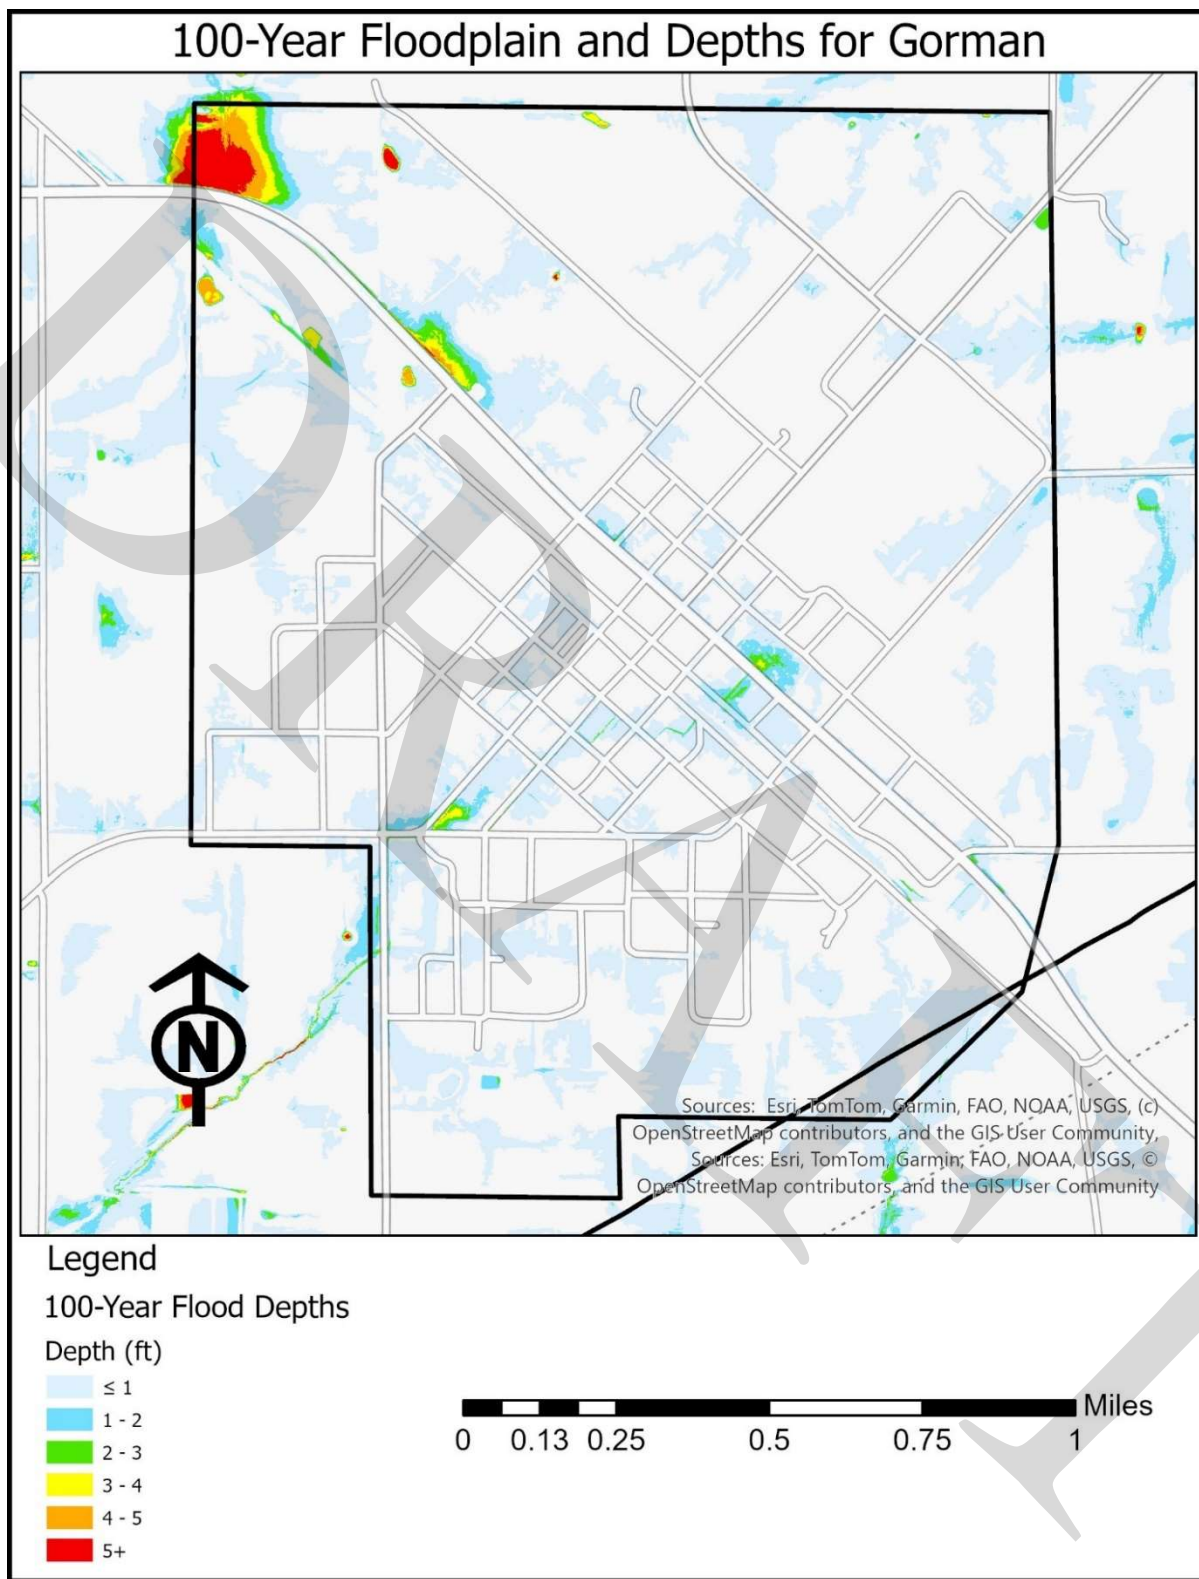 100-Year Floodplain and Depths for Gorman
DRAFT
N
Sources: Esri, TomTom, Garmin, FAO, NOAA, USGS, (c)
OpenStreetMap contributors, and the GIS User Community,
Sources: Esri, TomTom, Garmin, FAO, NOAA, USGS, ©
OpenStreetMap contributors, and the GIS User Community
Legend
100-Year Flood Depths
Depth (ft)
≤ 1
1 - 2
2 - 3
3 - 4
4 - 5
5+
Miles
0 0.13 0.25 0.5 0.75 1